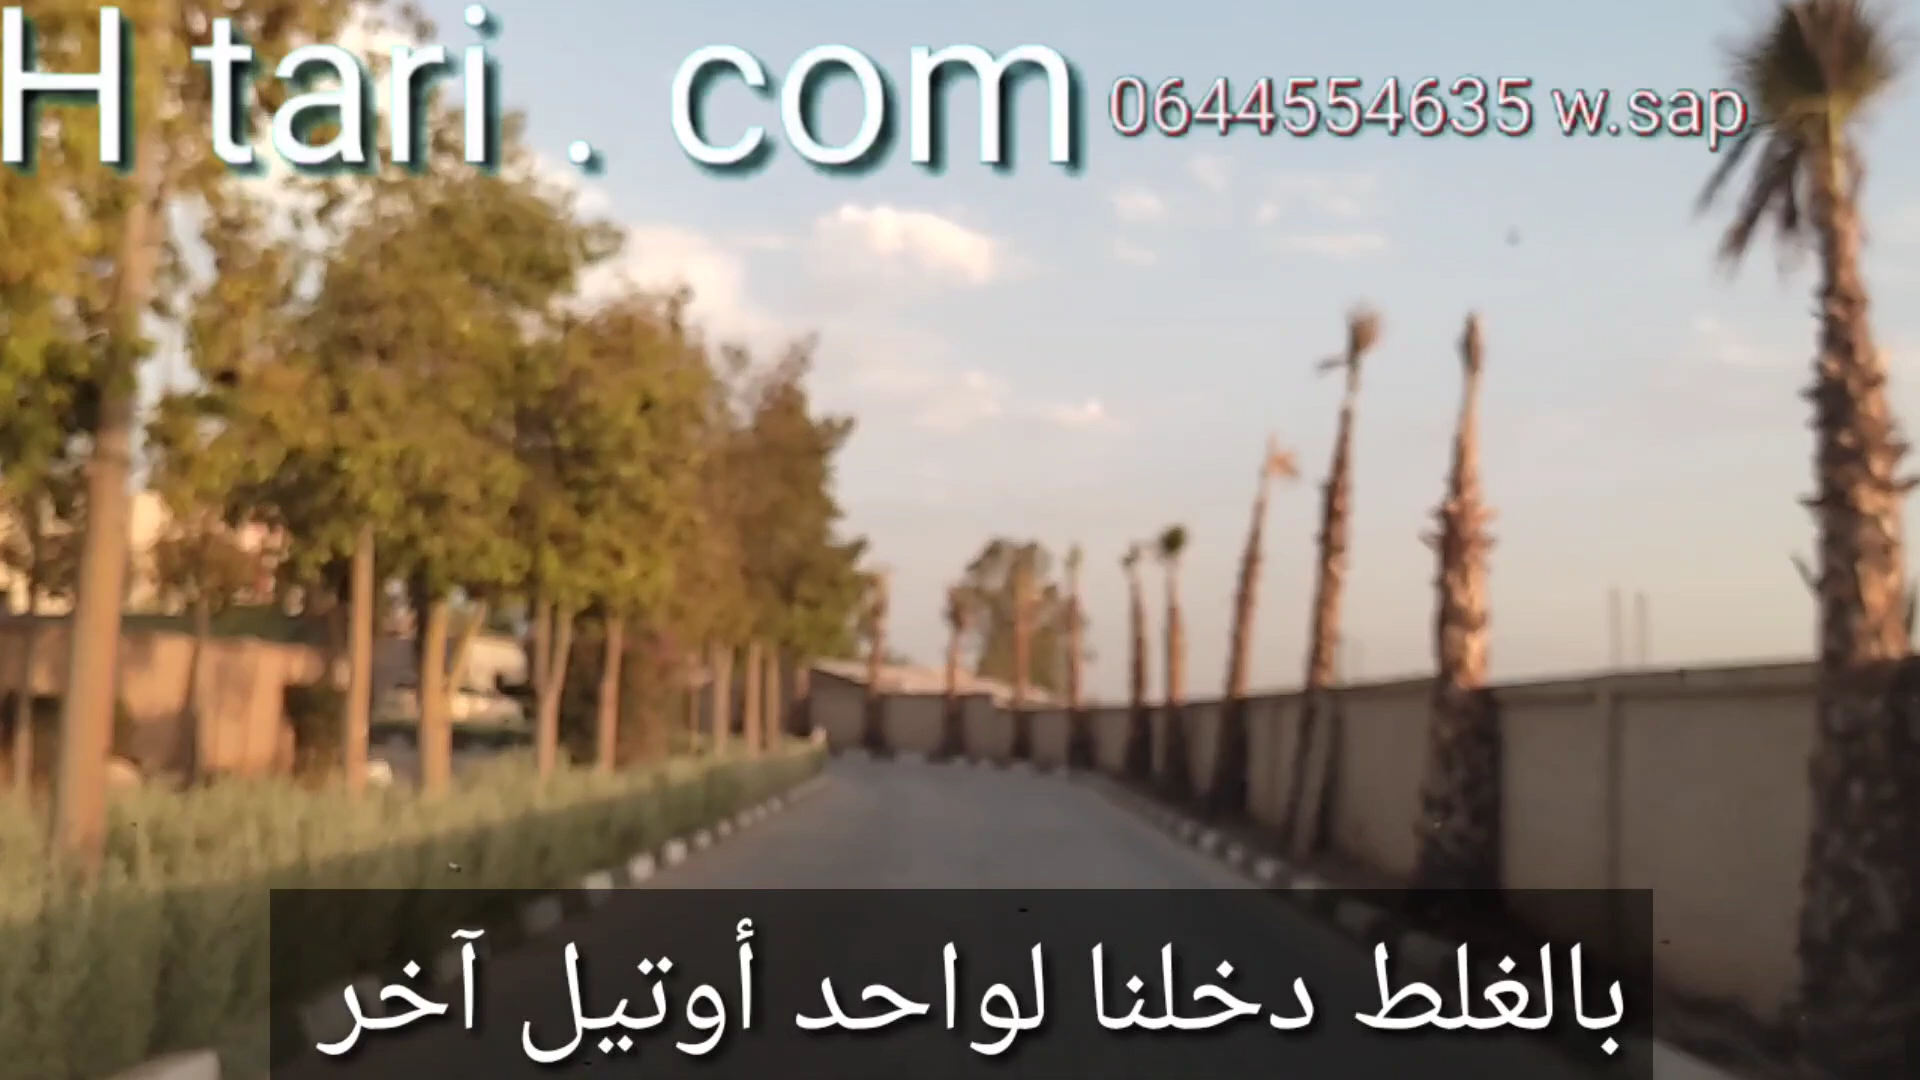 H tari . com 0644554635 w.sap
بالغلط دخلنا لواحد أوتيل آخر